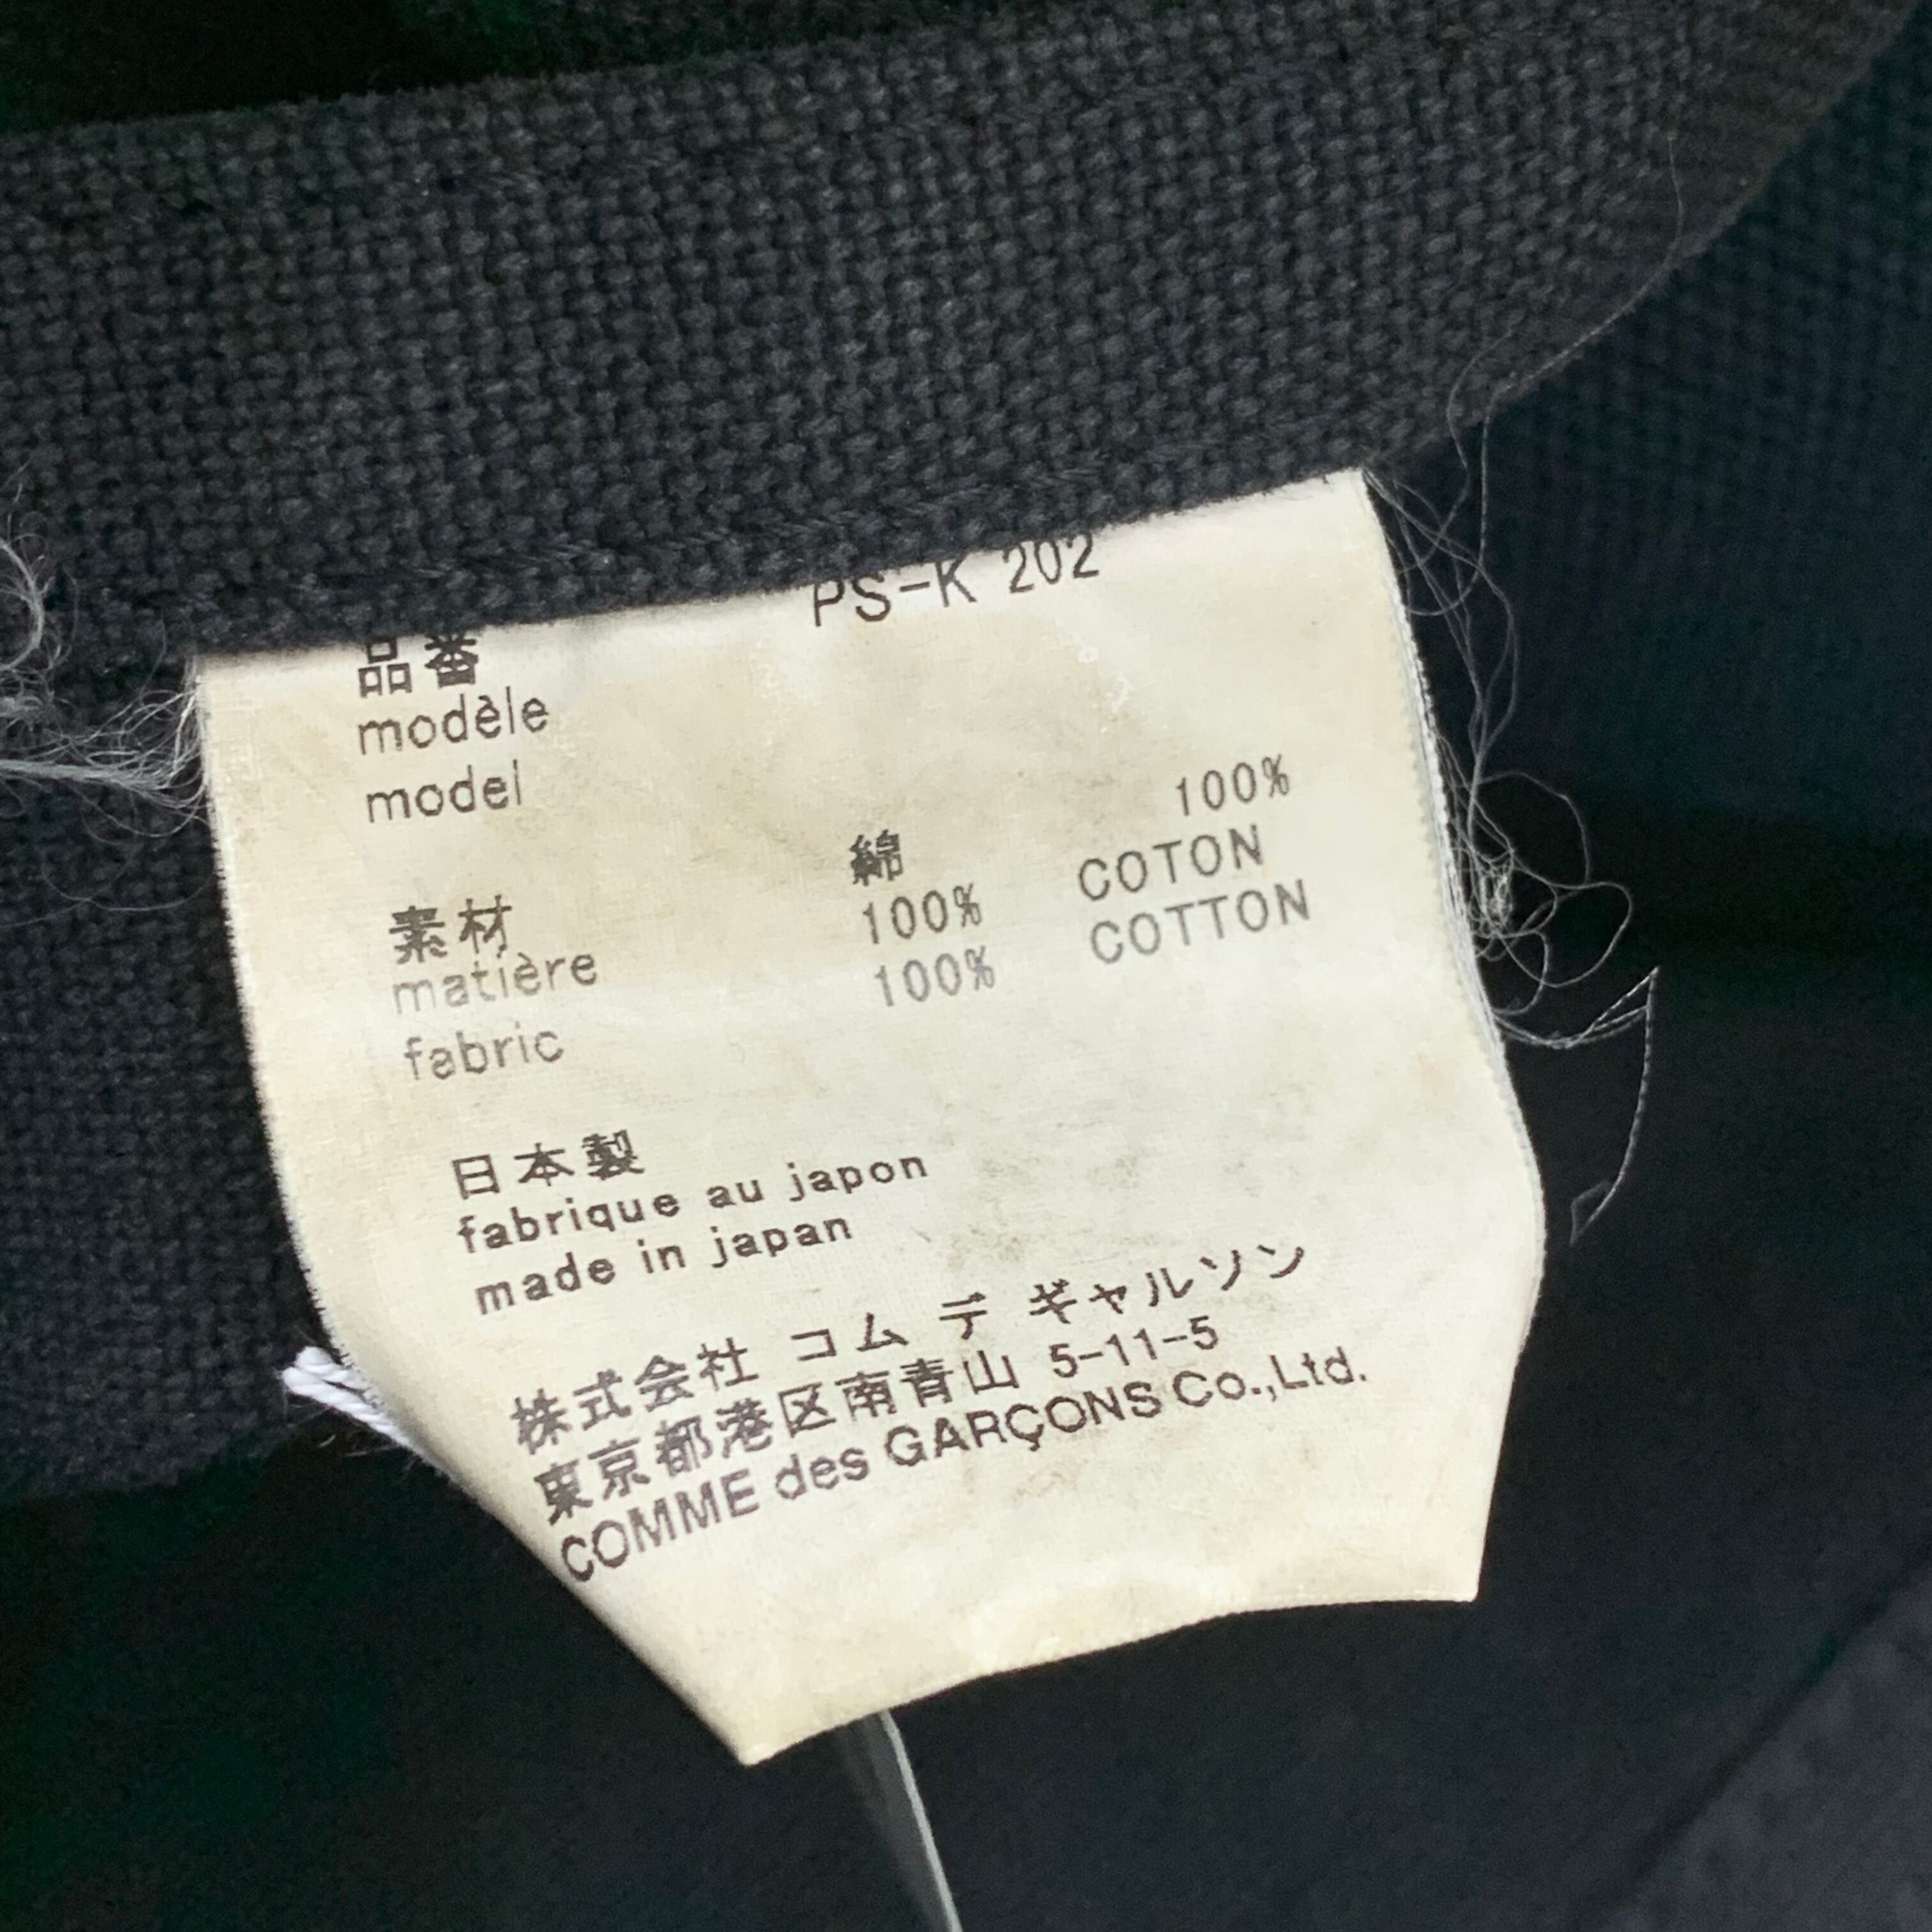 品番 PS-K 202
modèle
model
綿 100%
素材 100% COTON
matière 100% COTTON
fabric
日本製
fabrique au japon
made in japan
株式会社 コム デ ギャルソン
東京都港区南青山 5-11-5
COMME des GARÇONS Co.,Ltd.